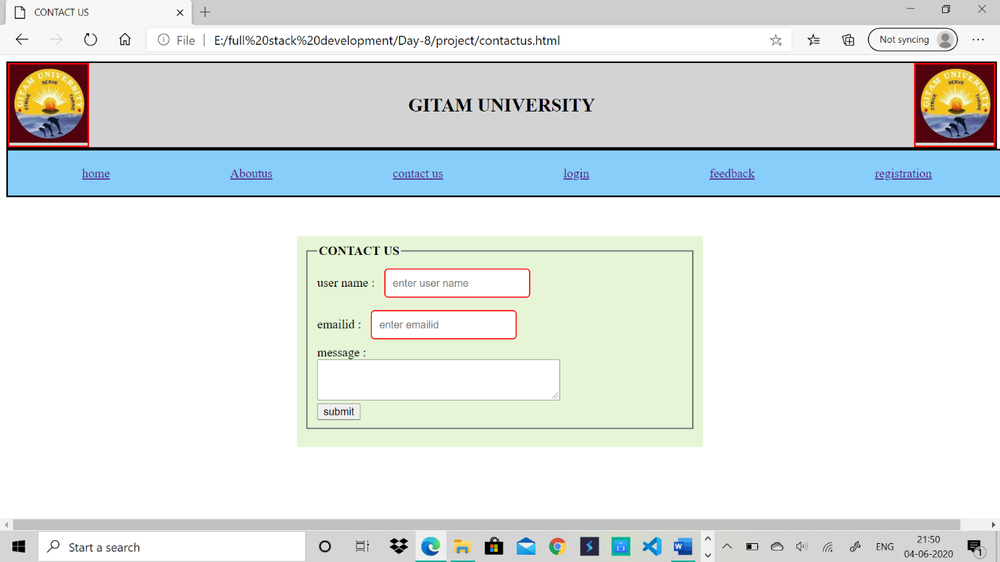 CONTACT US
File | E:/full%20stack%20development/Day-8/project/contactus.html
Not syncing
GITAM UNIVERSITY
SERVE
STRIVE
THRIVE
GITAM UNIVERSITY
GITAM UNIVERSITY
SERVE
STRIVE
THRIVE
home Aboutus contact us login feedback registration
CONTACT US
user name : enter user name
emailid : enter emailid
message :
submit
Start a search
ENG
21:50
04-06-2020
1